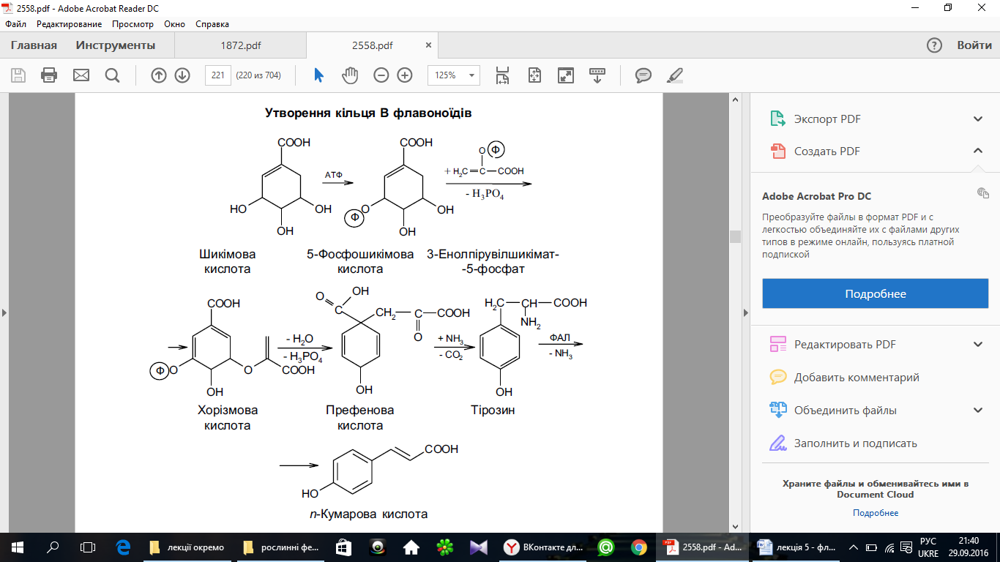 2558.pdf - Adobe Acrobat Reader DC
Файл Редактирование Просмотр Окно Справка
Главная Инструменты 1872.pdf 2558.pdf × Войти
221 (220 из 704) 125%
Утворення кільця В флавоноїдів
COOH
HO OH
OH
АТФ
COOH
Ф O OH
OH
O Ф
+ H2C═C—COOH
- H3PO4
Шикімова
кислота
5-Фосфошикімова
кислота
3-Енолпірувілшікімат-
-5-фосфат
COOH
Ф O O COOH
OH
- H2O
- H3PO4
O OH
C CH2—C—COOH
O
OH
+ NH3
- CO2
H2C—CH—COOH
NH2
OH
ФАЛ
- NH3
Хорізмова
кислота
Префенова
кислота
Тірозин
COOH
HO
n-Кумарова кислота
Экспорт PDF
Создать PDF
Adobe Acrobat Pro DC
Преобразуйте файлы в формат PDF и с
легкостью объединяйте их с файлами других
типов в режиме онлайн, пользуясь платной
подпиской
Подробнее
Редактировать PDF
Добавить комментарий
Объединить файлы
Заполнить и подписать
Храните файлы и обменивайтесь ими в
Document Cloud
Подробнее
лекції окремо
рослинні фе...
ВКонтакте дл...
2558.pdf - Ad...
лекція 5 - фл...
РУС
UKRE
21:40
29.09.2016